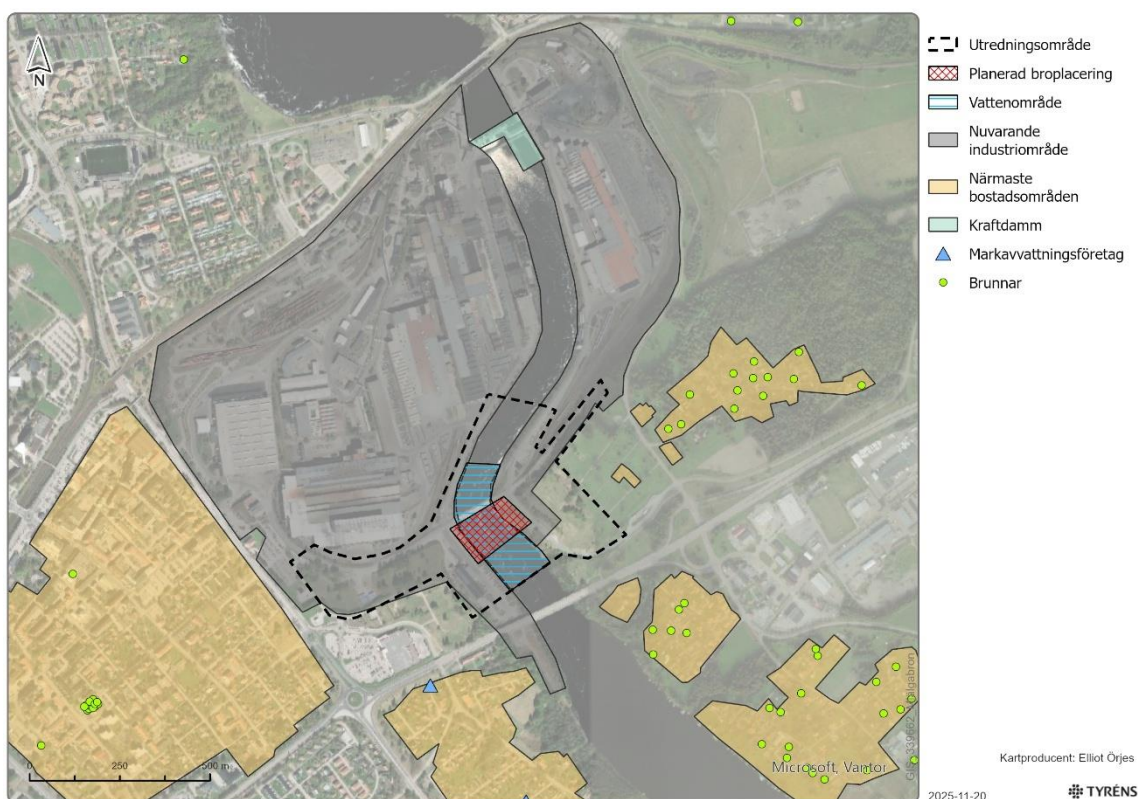 N
Utredningsområde
Planerad broplacering
Vattenområde
Nuvarande
industriområde
Närmaste
bostadsområden
Kraftdamm
Markavvattningsföretag
Brunnar
0
250
500 m
Microsoft, Vantor
Kartproducent: Elliot Örjes
2025-11-20
TYRÉNS